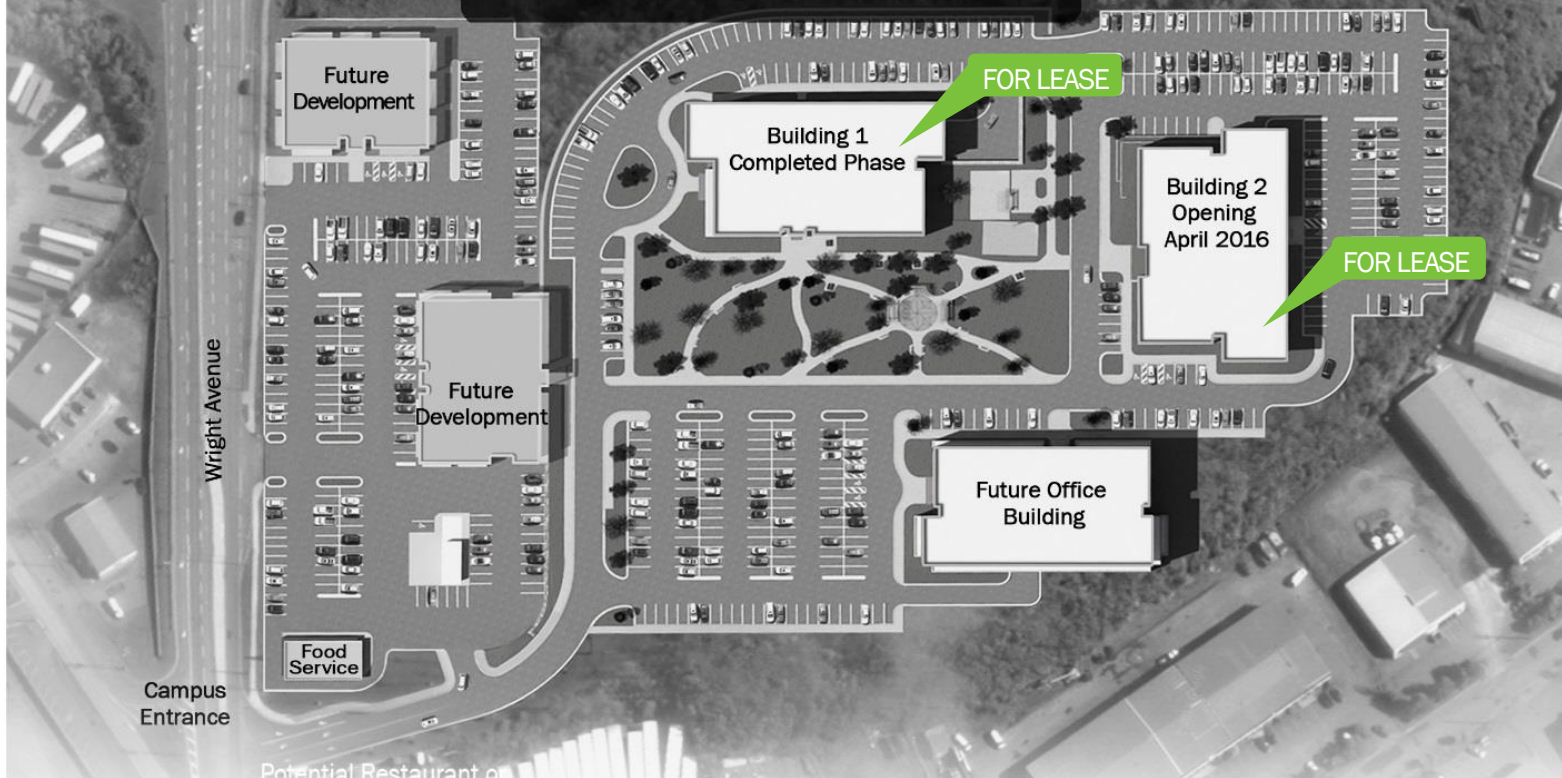 Future
Development
FOR LEASE
Building 1
Completed Phase
Building 2
Opening
April 2016
FOR LEASE
Wright Avenue
Future
Development
Future Office
Building
Food
Service
Campus
Entrance
Potential Restaurant or